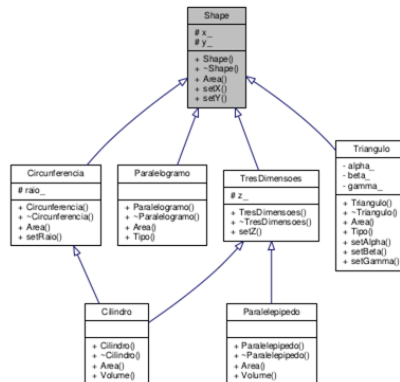 Shape
# x_
# y_
+ Shape()
+ ~Shape()
+ Area()
+ setX()
+ setY()
Circunferencia
# raio_
+ Circunferencia()
+ ~Circunferencia()
+ Area()
+ setRaio()
Paralelogramo
+ Paralelogramo()
+ ~Paralelogramo()
+ Area()
+ Tipo()
TresDimensoes
# z_
+ TresDimensoes()
+ ~TresDimensoes()
+ setZ()
Triangulo
- alpha_
- beta_
- gamma_
+ Triangulo()
+ ~Triangulo()
+ Area()
+ Tipo()
+ setAlpha()
+ setBeta()
+ setGamma()
Cilindro
+ Cilindro()
+ ~Cilindro()
+ Area()
+ Volume()
Paralelepipedo
+ Paralelepipedo()
+ ~Paralelepipedo()
+ Area()
+ Volume()